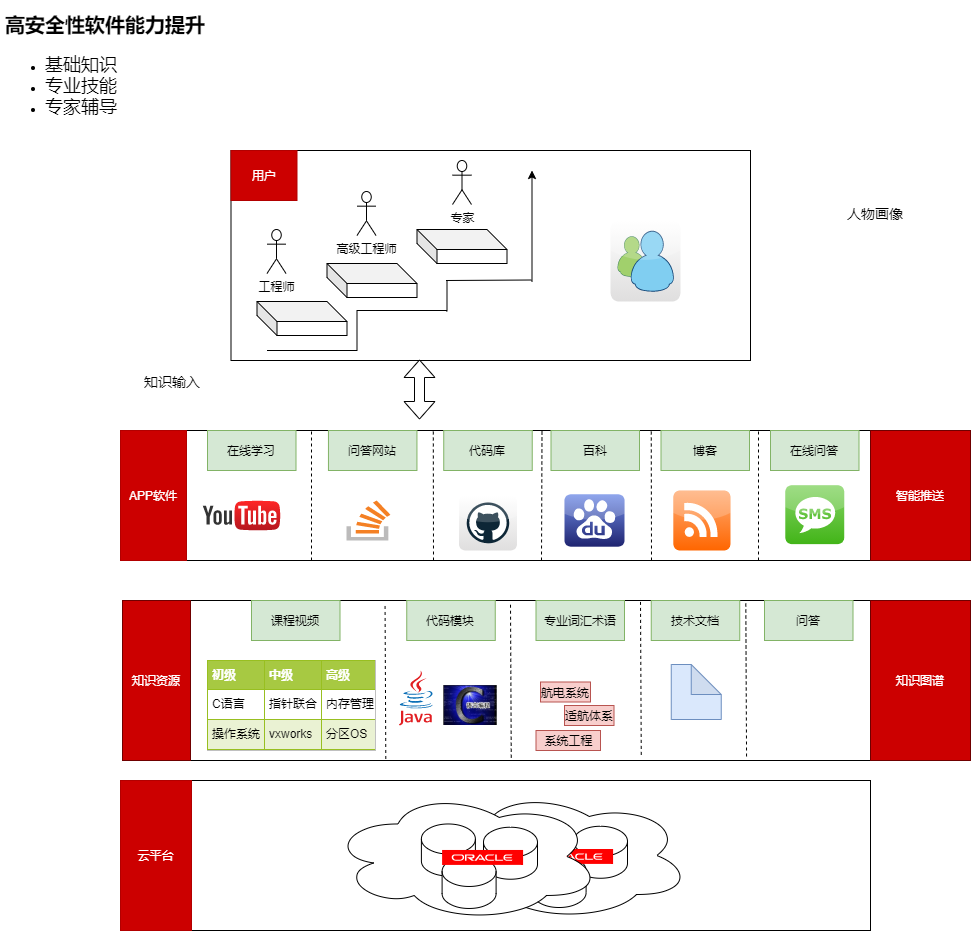 高安全性软件能力提升
基础知识
专业技能
专家辅导
用户
专家
高级工程师
工程师
人物画像
知识输入
APP软件
在线学习
问答网站
代码库
百科
博客
在线问答
智能推送
YouTube
du
SMS
知识资源
课程视频
代码模块
专业词汇术语
技术文档
问答
知识图谱
初级 中级 高级
C语言 指针联合 内存管理
操作系统 vxworks 分区OS
Java
C
航电系统
适航体系
系统工程
云平台
ORACLE
ACLE